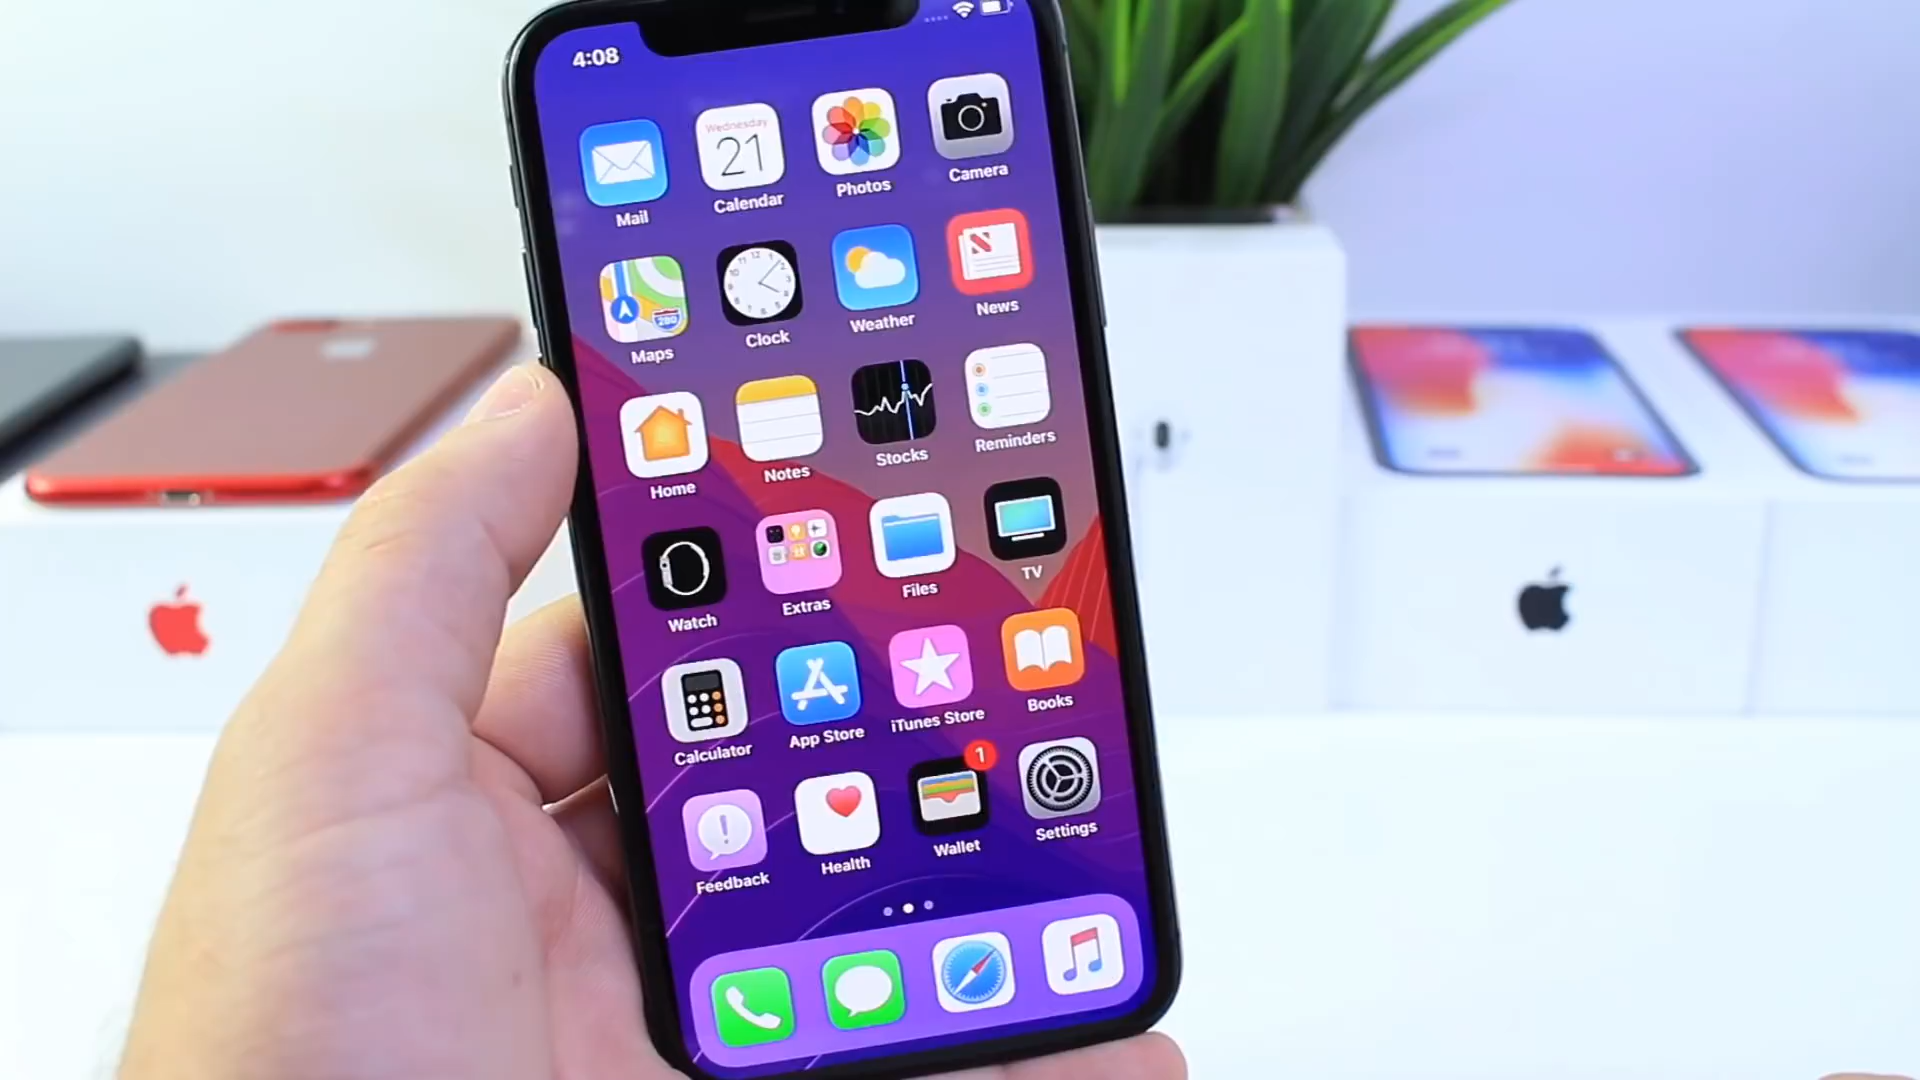 4:08
Wednesday
21
Mail
Calendar
Photos
Camera
280
Maps
Clock
Weather
News
Home
Notes
Stocks
Reminders
Watch
Extras
Files
TV
Calculator
App Store
iTunes Store
Books
1
Feedback
Health
Wallet
Settings